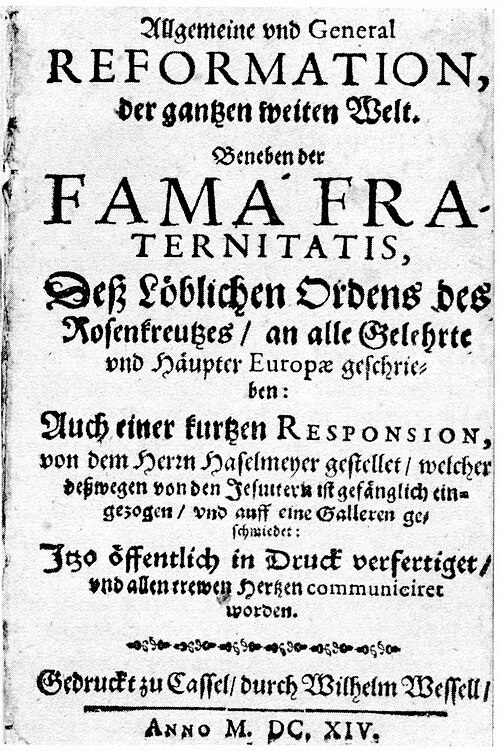 Allgemeine vnd General
REFORMATION,
der gantzen weiten Welt.
Beneben der
FAMA FRA-
TERNITATIS,
Deß Löblichen Ordens des
Rosenkreutzes / an alle Gelehrte
vnd Häupter Europæ geschrie-
ben:
Auch einer kurtzen RESPONSION,
von dem Herrn Haselmeyer gestellet / welcher
deßwegen von den Jesuitern ist gefänglich ein-
gezogen / vnd auff eine Galleren ge-
schmiedet:
Itzo öffentlich in Druck verfertiget /
vnd allen trewen Hertzen communiciret
worden.
Gedruckt zu Cassel / durch Wilhelm Wessell /
ANNO M. DC, XIV.